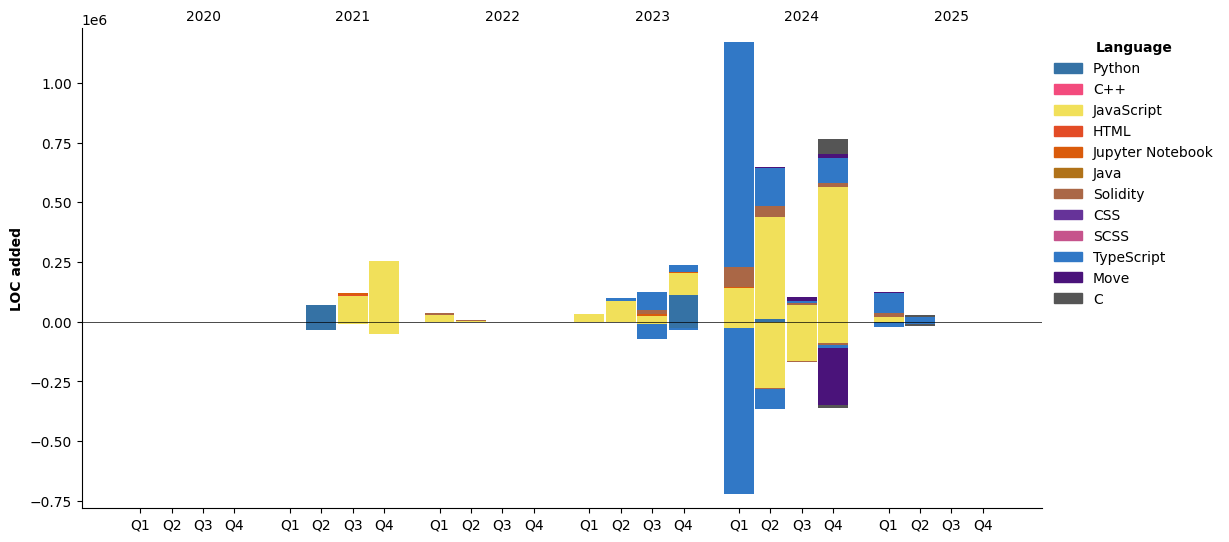 2020 2021 2022 2023 2024 2025
1e6
LOC added
1.00
0.75
0.50
0.25
0.00
−0.25
−0.50
−0.75
Q1 Q2 Q3 Q4 Q1 Q2 Q3 Q4 Q1 Q2 Q3 Q4 Q1 Q2 Q3 Q4 Q1 Q2 Q3 Q4 Q1 Q2 Q3 Q4
Language
Python
C++
JavaScript
HTML
Jupyter Notebook
Java
Solidity
CSS
SCSS
TypeScript
Move
C